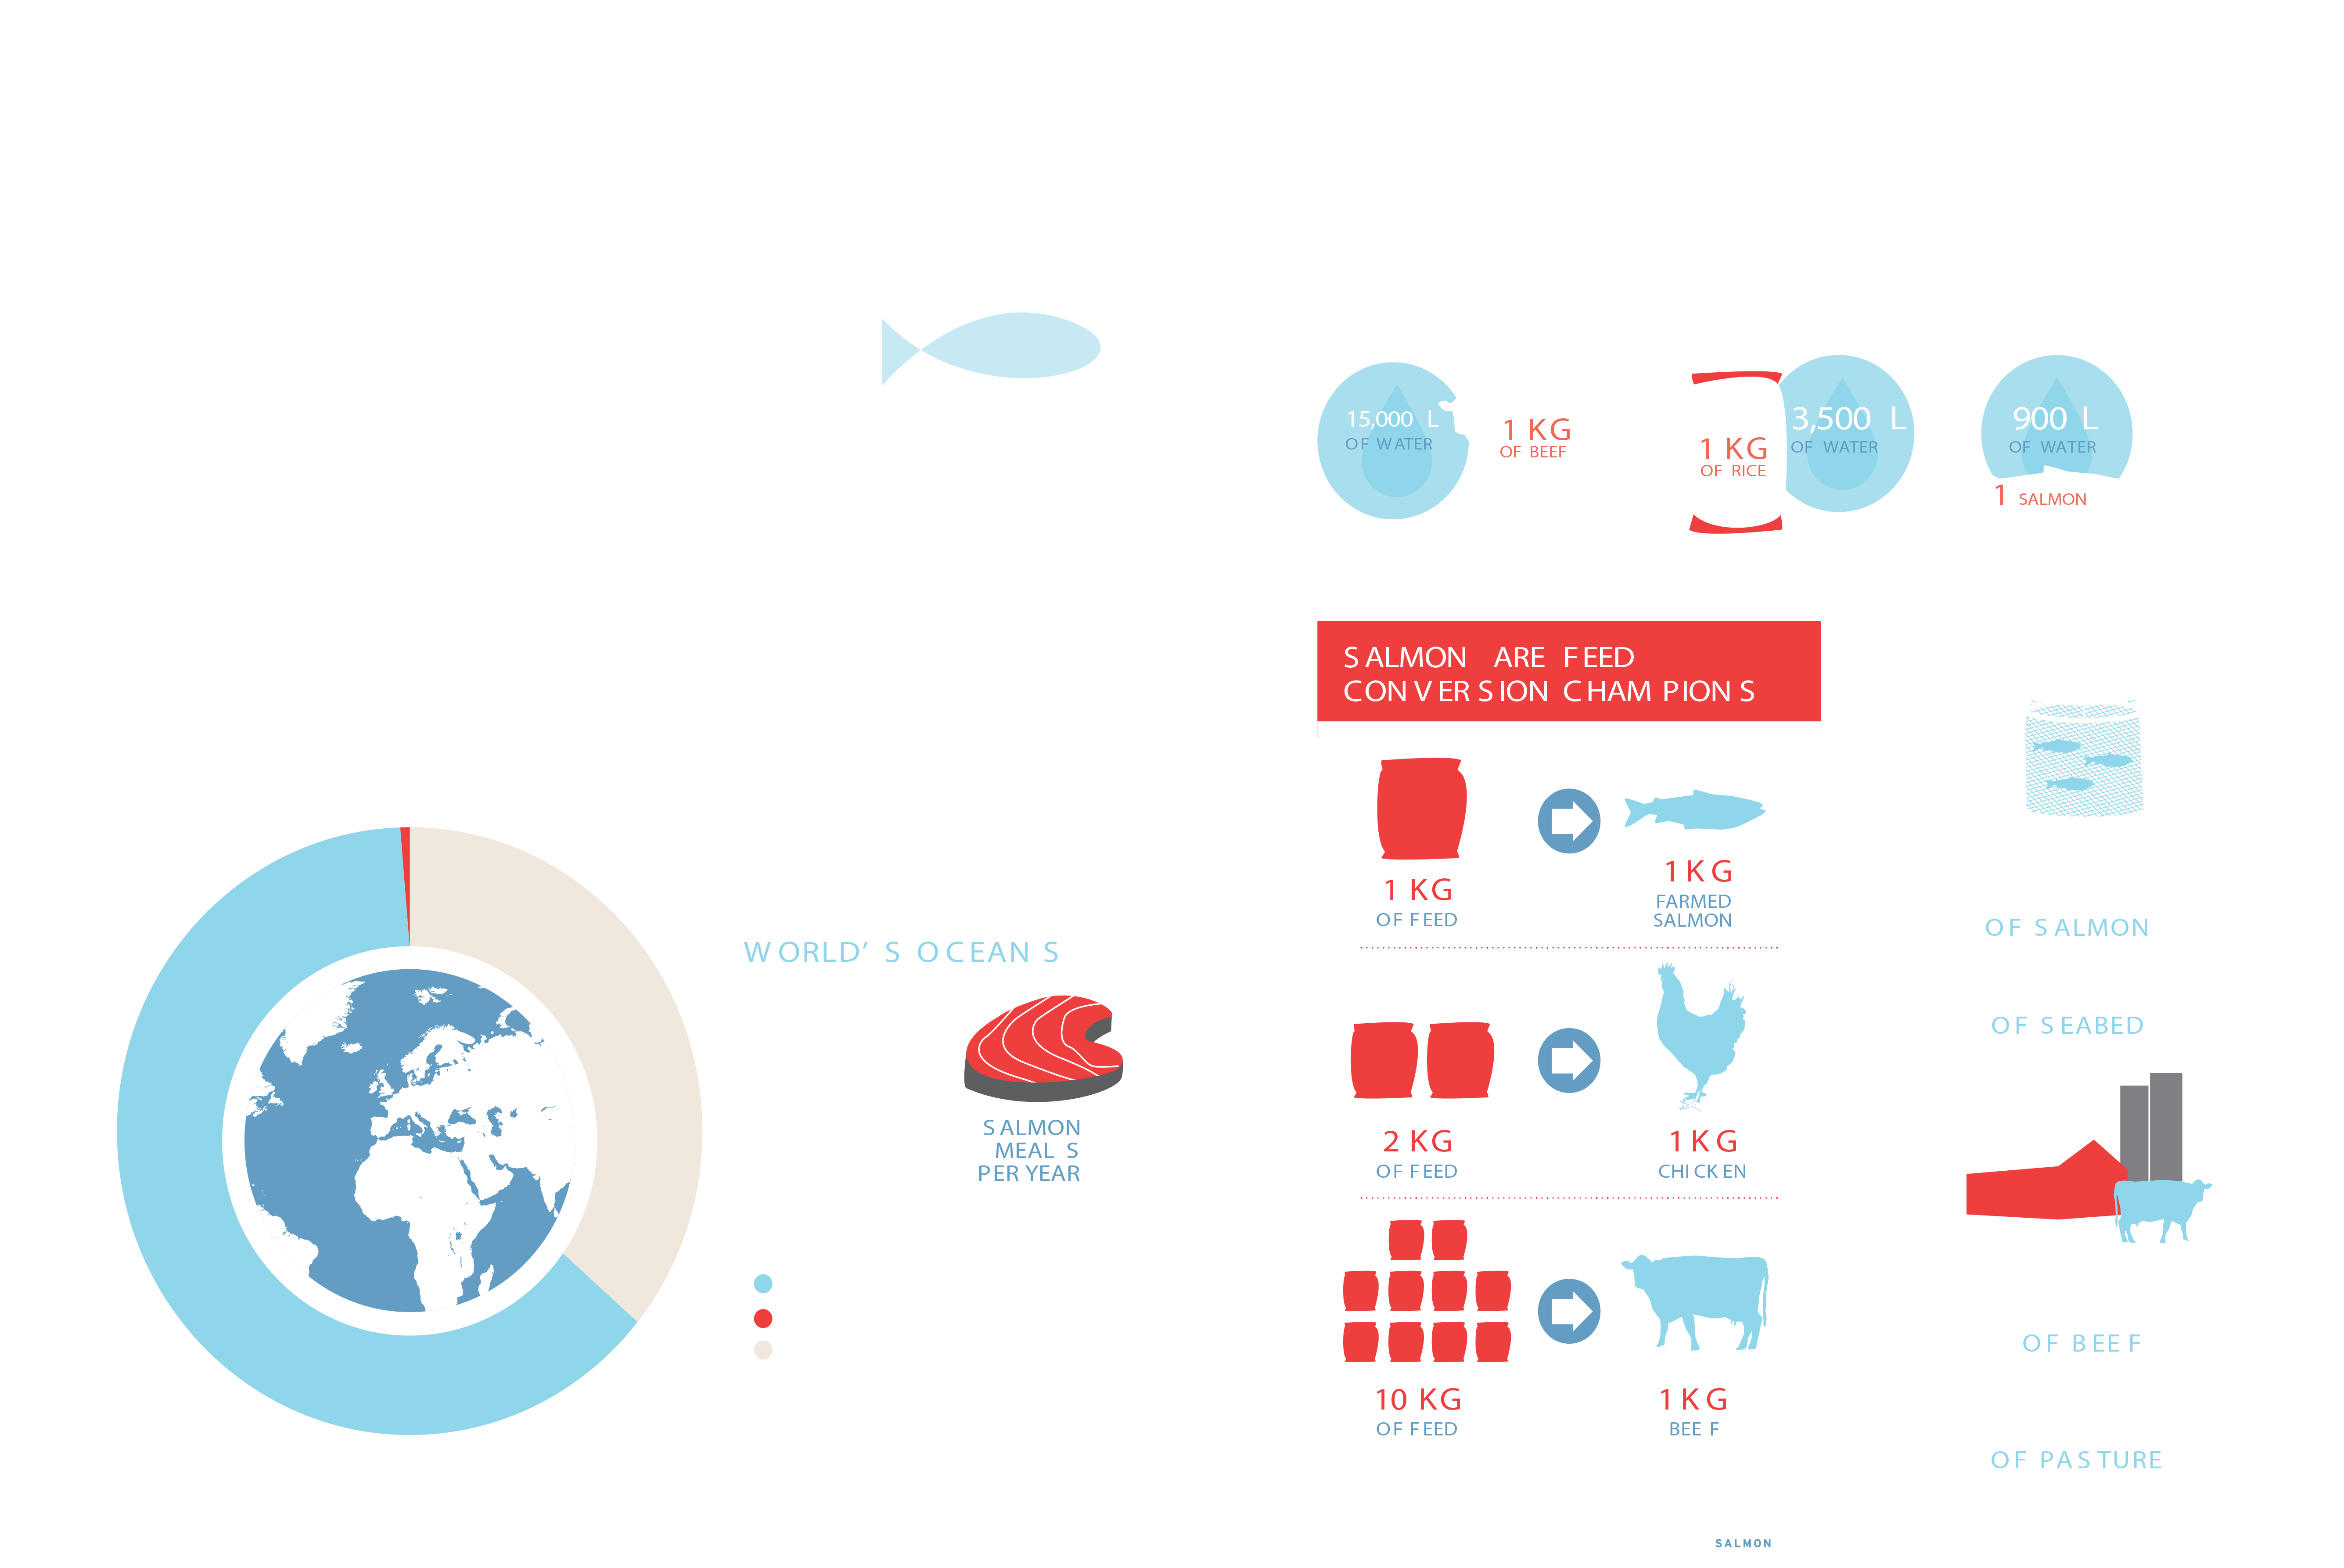 15,000 L
OF WATER
1 KG
OF BEEF
1 KG
OF RICE
3,500 L
OF WATER
900 L
OF WATER
1 SALMON
SALMON ARE FEED
CONVERSION CHAMPIONS
1 KG
OF FEED
1 KG
FARMED
SALMON
2 KG
OF FEED
1 KG
CHICKEN
10 KG
OF FEED
1 KG
BEEF
WORLD'S OCEANS
SALMON
MEALS
PER YEAR
OF SALMON
OF SEABED
OF BEEF
OF PASTURE
SALMON